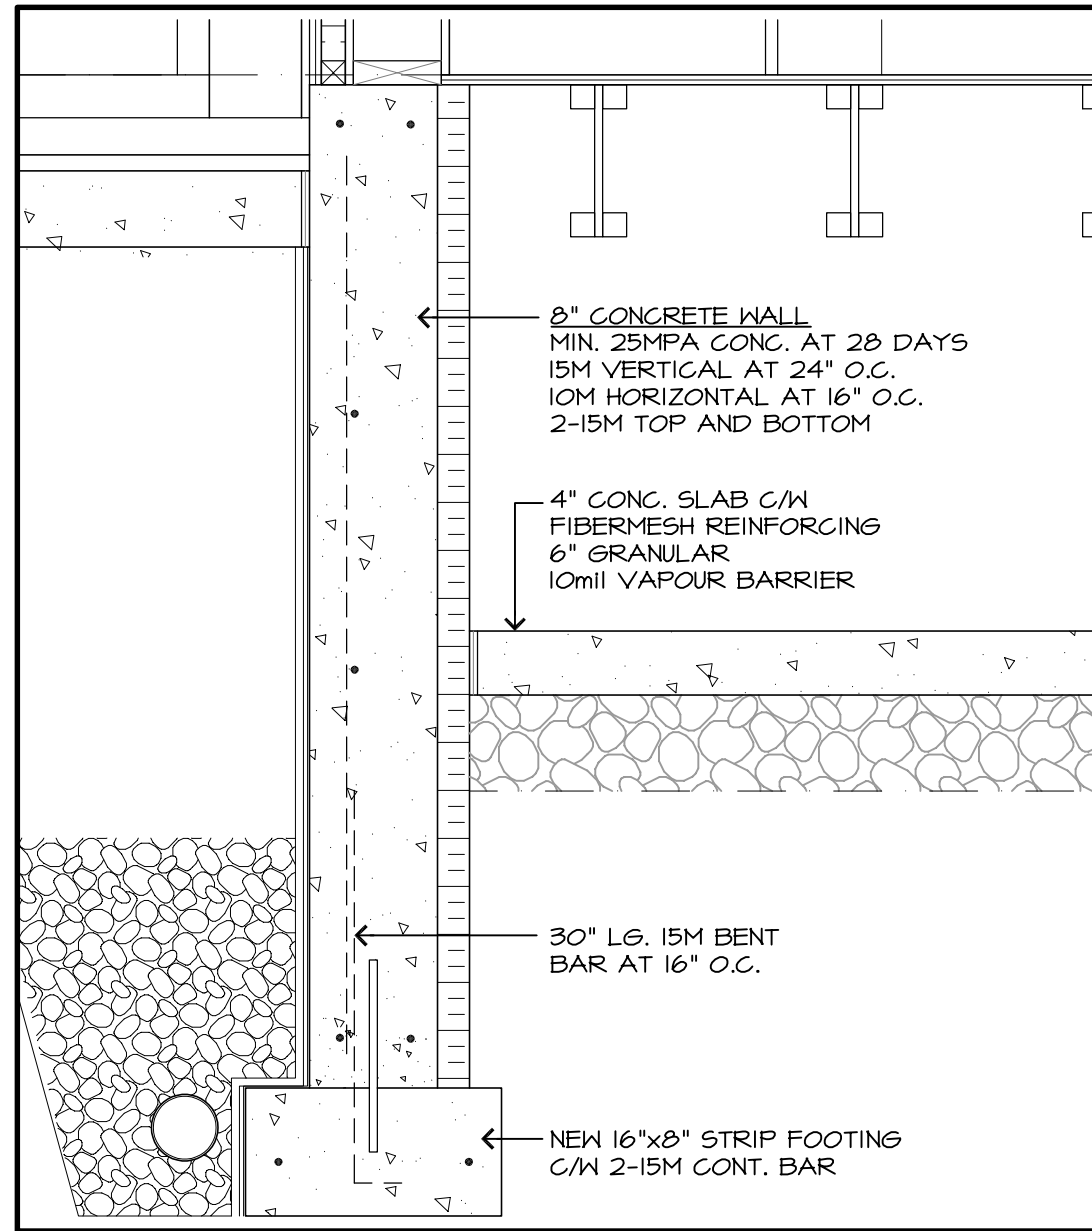 8" CONCRETE WALL
MIN. 25MPA CONC. AT 28 DAYS
15M VERTICAL AT 24" O.C.
10M HORIZONTAL AT 16" O.C.
2-15M TOP AND BOTTOM
4" CONC. SLAB C/W
FIBERMESH REINFORCING
6" GRANULAR
10mil VAPOUR BARRIER
30" LG. 15M BENT
BAR AT 16" O.C.
NEW 16"x8" STRIP FOOTING
C/W 2-15M CONT. BAR